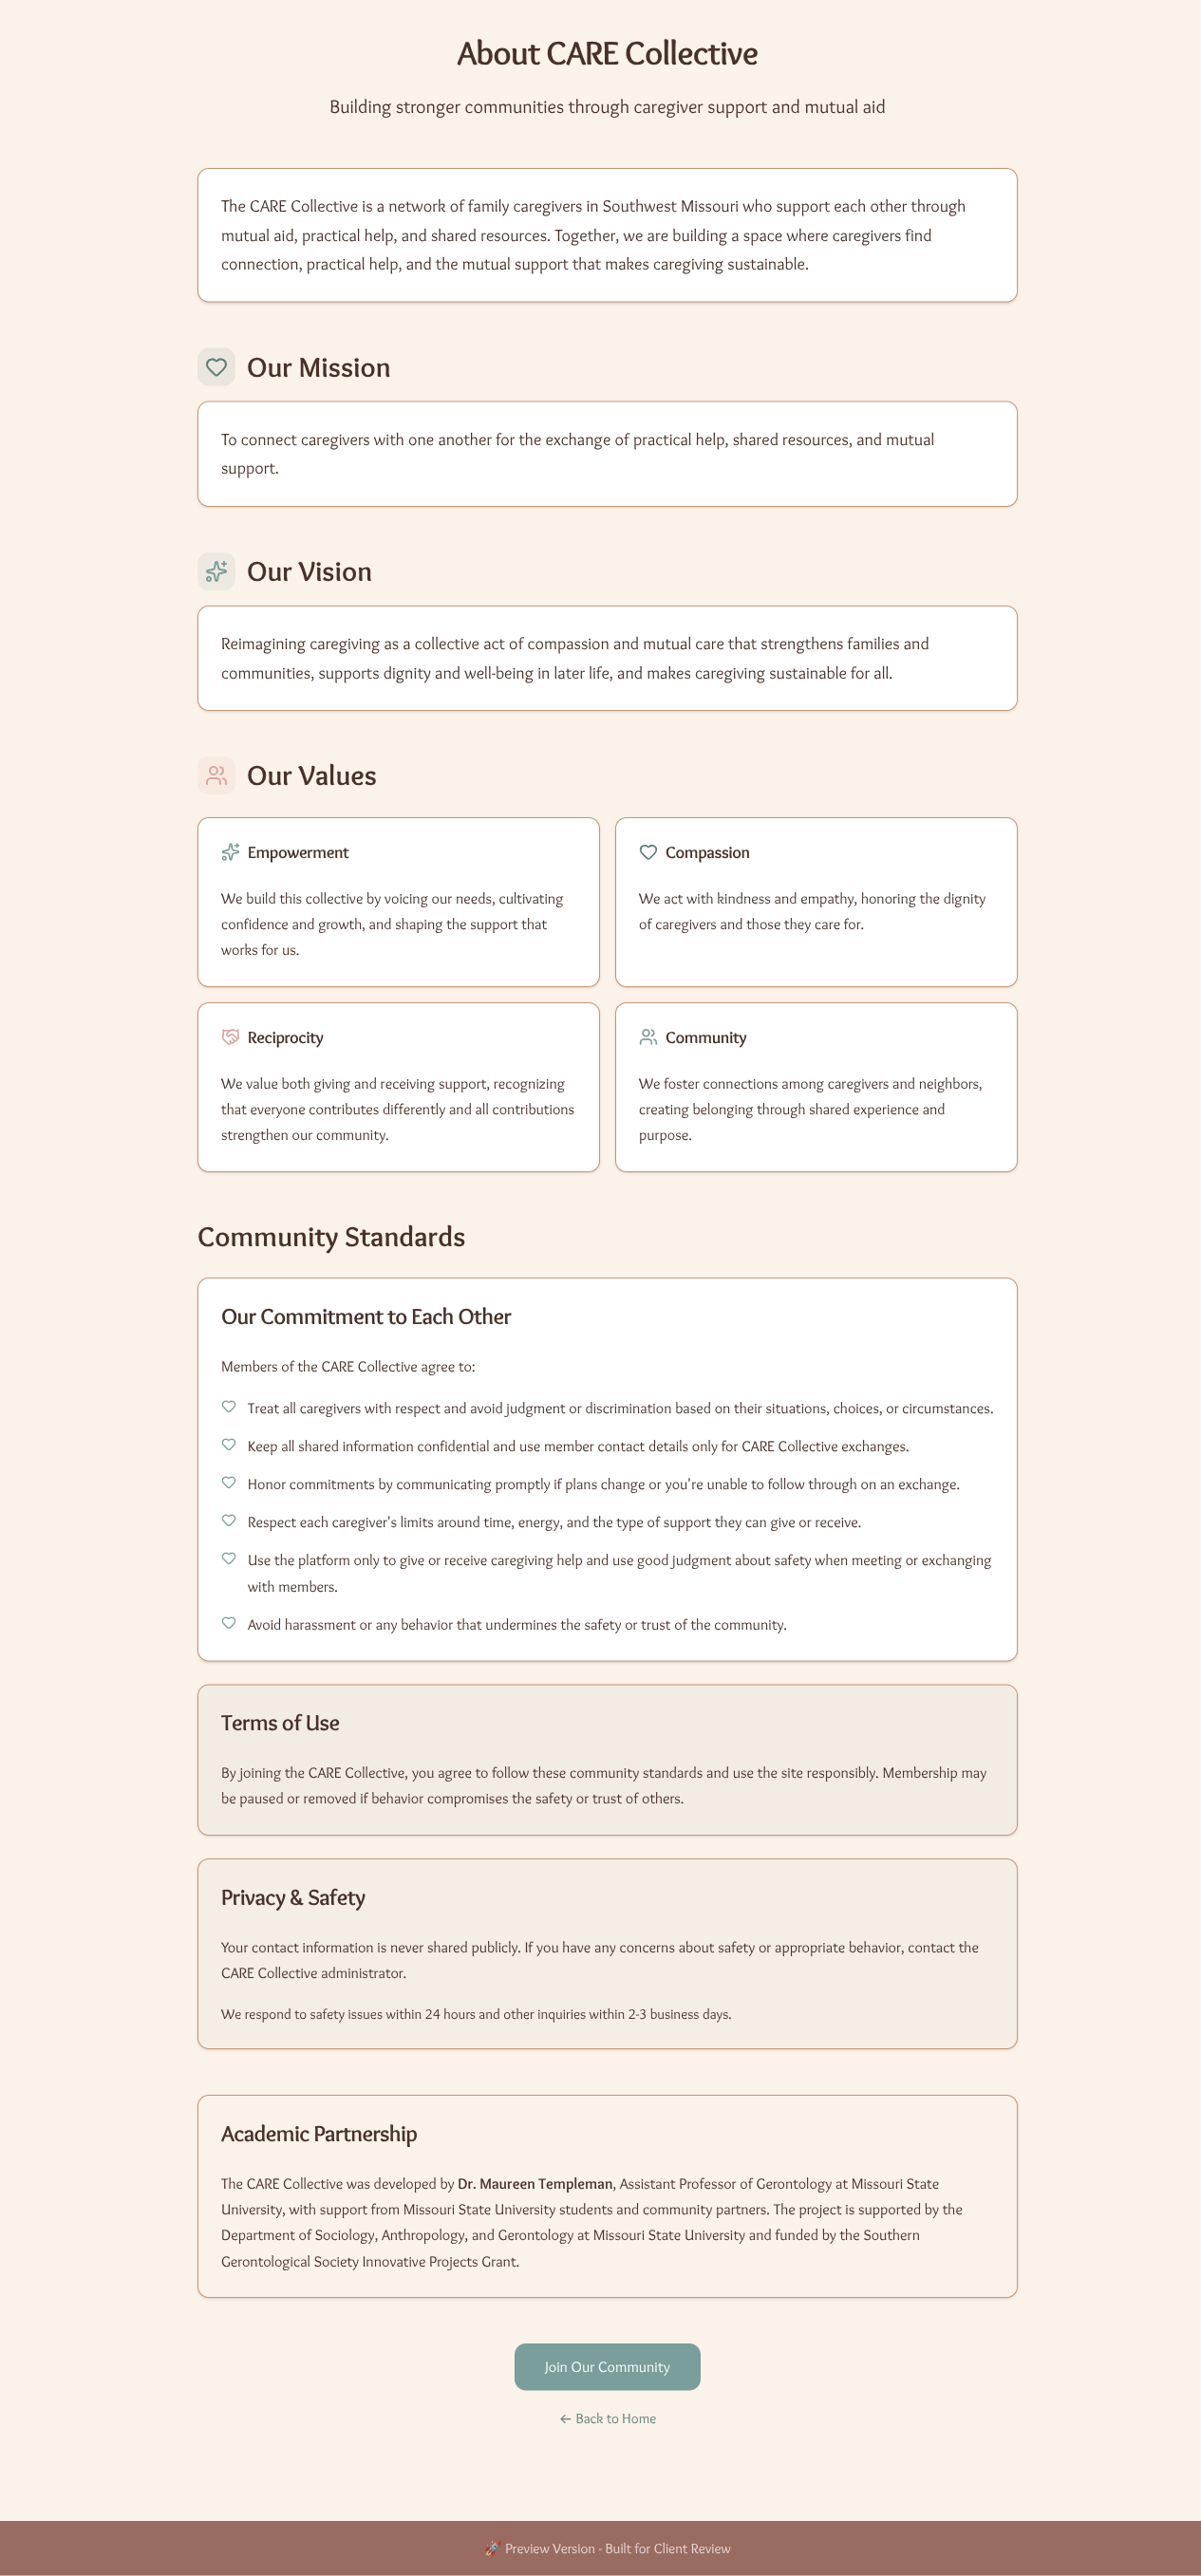 About CARE Collective
Building stronger communities through caregiver support and mutual aid
The CARE Collective is a network of family caregivers in Southwest Missouri who support each other through
mutual aid, practical help, and shared resources. Together, we are building a space where caregivers find
connection, practical help, and the mutual support that makes caregiving sustainable.
Our Mission
To connect caregivers with one another for the exchange of practical help, shared resources, and mutual
support.
Our Vision
Reimagining caregiving as a collective act of compassion and mutual care that strengthens families and
communities, supports dignity and well-being in later life, and makes caregiving sustainable for all.
Our Values
Empowerment
We build this collective by voicing our needs, cultivating
confidence and growth, and shaping the support that
works for us.
Compassion
We act with kindness and empathy, honoring the dignity
of caregivers and those they care for.
Reciprocity
We value both giving and receiving support, recognizing
that everyone contributes differently and all contributions
strengthen our community.
Community
We foster connections among caregivers and neighbors,
creating belonging through shared experience and
purpose.
Community Standards
Our Commitment to Each Other
Members of the CARE Collective agree to:
Treat all caregivers with respect and avoid judgment or discrimination based on their situations, choices, or circumstances.
Keep all shared information confidential and use member contact details only for CARE Collective exchanges.
Honor commitments by communicating promptly if plans change or you're unable to follow through on an exchange.
Respect each caregiver's limits around time, energy, and the type of support they can give or receive.
Use the platform only to give or receive caregiving help and use good judgment about safety when meeting or exchanging
with members.
Avoid harassment or any behavior that undermines the safety or trust of the community.
Terms of Use
By joining the CARE Collective, you agree to follow these community standards and use the site responsibly. Membership may
be paused or removed if behavior compromises the safety or trust of others.
Privacy & Safety
Your contact information is never shared publicly. If you have any concerns about safety or appropriate behavior, contact the
CARE Collective administrator.
We respond to safety issues within 24 hours and other inquiries within 2-3 business days.
Academic Partnership
The CARE Collective was developed by Dr. Maureen Templeman, Assistant Professor of Gerontology at Missouri State
University, with support from Missouri State University students and community partners. The project is supported by the
Department of Sociology, Anthropology, and Gerontology at Missouri State University and funded by the Southern
Gerontological Society Innovative Projects Grant.
Join Our Community
← Back to Home
🚀 Preview Version - Built for Client Review